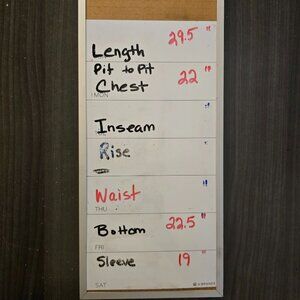 Length 29.5"
Pit to Pit
Chest 22"
MON
Inseam "
Rise "
Waist "
THU
Bottom 22.5"
FRI
Sleeve 19"
SAT